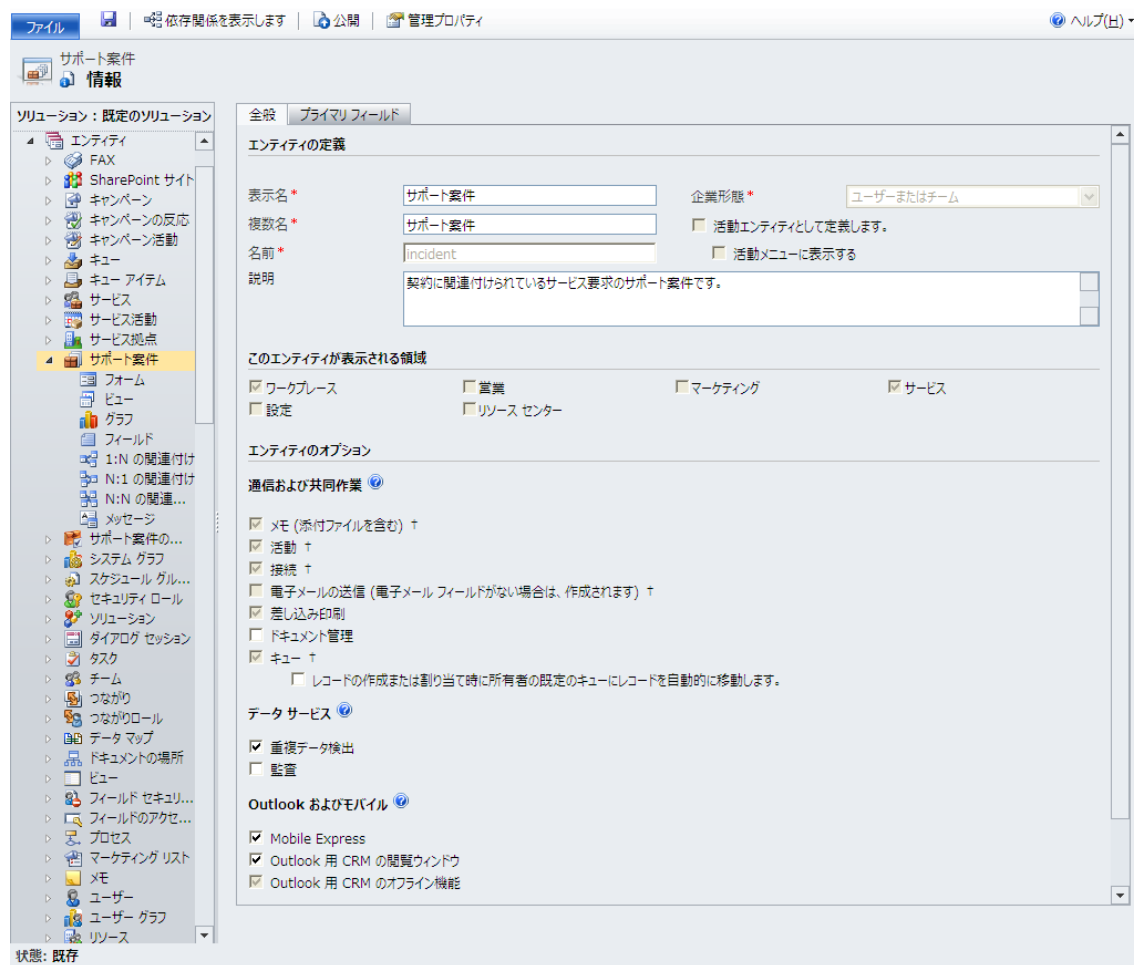 ファイル 依存関係を表示します 公開 管理プロパティ ヘルプ(H)
サポート案件
情報
ソリューション：既定のソリューション
エンティティ
FAX
SharePoint サイト
キャンペーン
キャンペーンの反応
キャンペーン活動
キュー
キュー アイテム
サービス
サービス活動
サービス拠点
サポート案件
フォーム
ビュー
グラフ
フィールド
1:N の関連付け
N:1 の関連付け
N:N の関連...
メッセージ
サポート案件の...
システム グラフ
スケジュール グル...
セキュリティ ロール
ソリューション
ダイアログ セッション
タスク
チーム
つながり
つながりロール
データ マップ
ドキュメントの場所
ビュー
フィールド セキュリ...
フィールドのアクセ...
プロセス
マーケティング リスト
メモ
ユーザー
ユーザー グラフ
リソース
全般 プライマリ フィールド
エンティティの定義
表示名* サポート案件 企業形態* ユーザーまたはチーム
複数名* サポート案件 活動エンティティとして定義します。
名前* incident 活動メニューに表示する
説明 契約に関連付けられているサービス要求のサポート案件です。
このエンティティが表示される領域
ワークプレース 営業 マーケティング サービス
設定 リソース センター
エンティティのオプション
通信および共同作業
メモ (添付ファイルを含む) †
活動 †
接続 †
電子メールの送信 (電子メール フィールドがない場合は、作成されます) †
差し込み印刷
ドキュメント管理
キュー †
レコードの作成または割り当て時に所有者の既定のキューにレコードを自動的に移動します。
データ サービス
重複データ検出
監査
Outlook およびモバイル
Mobile Express
Outlook 用 CRM の閲覧ウィンドウ
Outlook 用 CRM のオフライン機能
状態: 既存